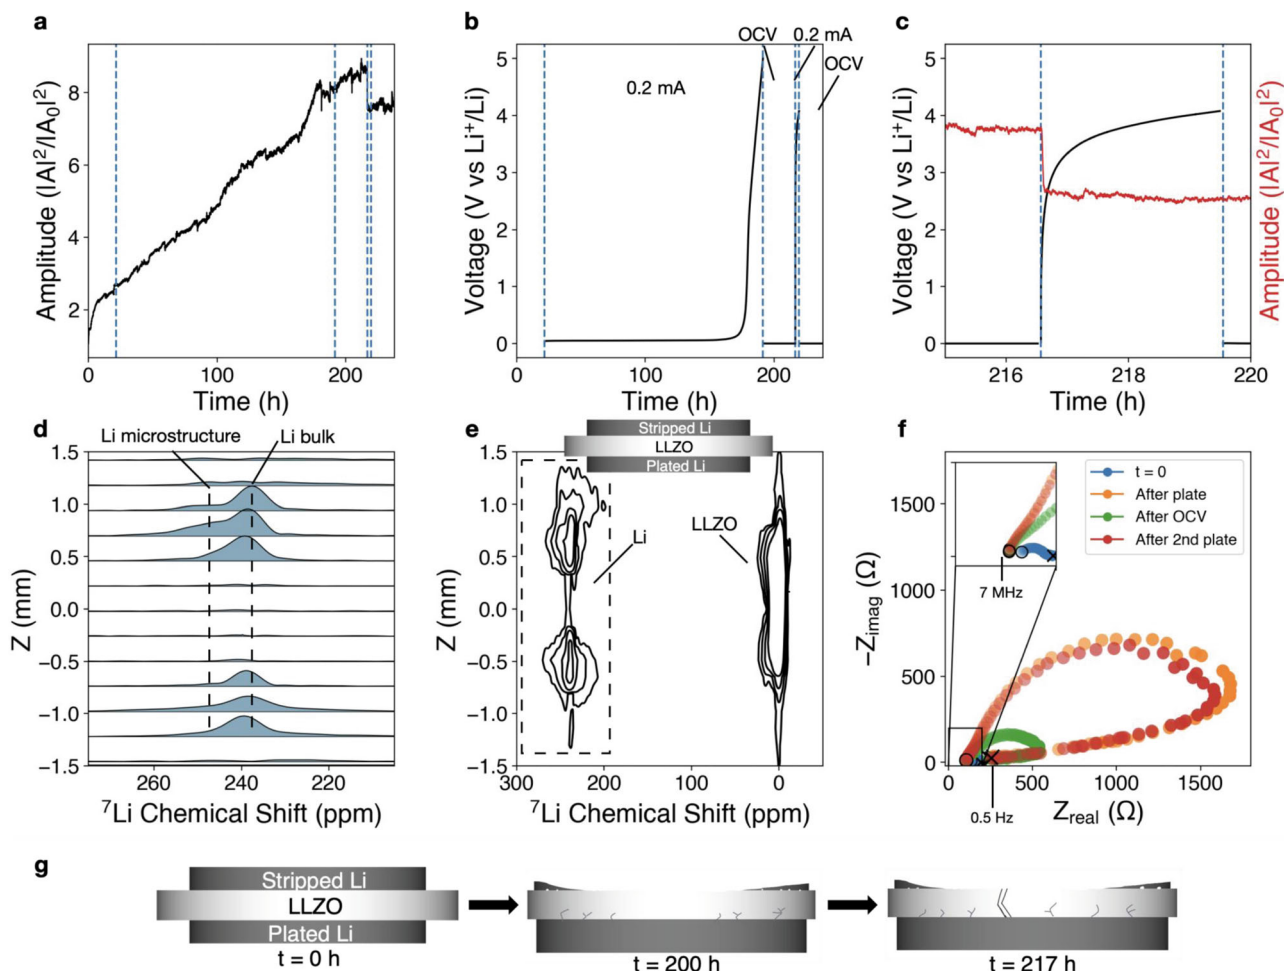 a
Amplitude (|A|²/|A₀|²)
8
6
4
2
0
100
200
Time (h)
b
Voltage (V vs Li⁺/Li)
5
4
3
2
1
0
OCV
0.2 mA
OCV
0.2 mA
0
100
200
Time (h)
c
Voltage (V vs Li⁺/Li)
5
4
3
2
1
0
Amplitude (|A|²/|A₀|²)
216
218
220
Time (h)
d
Li microstructure
Li bulk
Z (mm)
1.5
1.0
0.5
0.0
−0.5
−1.0
−1.5
260
240
220
⁷Li Chemical Shift (ppm)
e
Stripped Li
LLZO
Plated Li
Z (mm)
1.5
1.0
0.5
0.0
−0.5
−1.0
−1.5
Li
LLZO
300
200
100
0
⁷Li Chemical Shift (ppm)
f
t = 0
After plate
After OCV
After 2nd plate
−Zimag (Ω)
1500
1000
500
0
7 MHz
0.5 Hz
0
500
1000
1500
Zreal (Ω)
g
Stripped Li
LLZO
Plated Li
t = 0 h
t = 200 h
t = 217 h